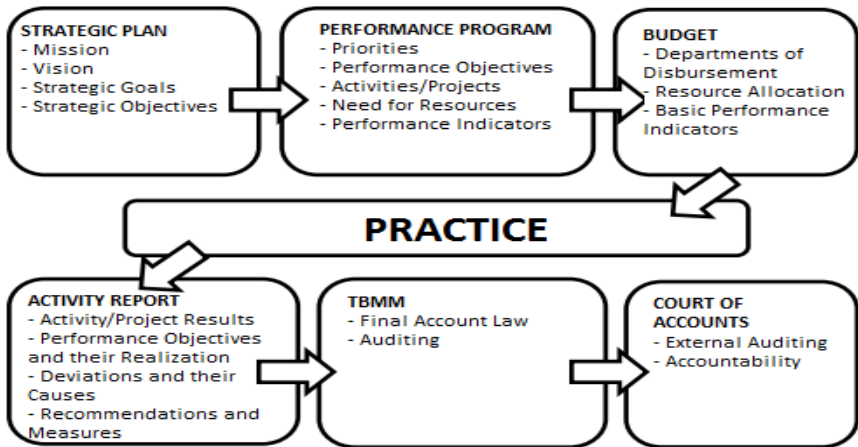 STRATEGIC PLAN
- Mission
- Vision
- Strategic Goals
- Strategic Objectives
PERFORMANCE PROGRAM
- Priorities
- Performance Objectives
- Activities/Projects
- Need for Resources
- Performance Indicators
BUDGET
- Departments of
Disbursement
- Resource Allocation
- Basic Performance
Indicators
PRACTICE
ACTIVITY REPORT
- Activity/Project Results
- Performance Objectives
and their Realization
- Deviations and their
Causes
- Recommendations and
Measures
TBMM
- Final Account Law
- Auditing
COURT OF
ACCOUNTS
- External Auditing
- Accountability